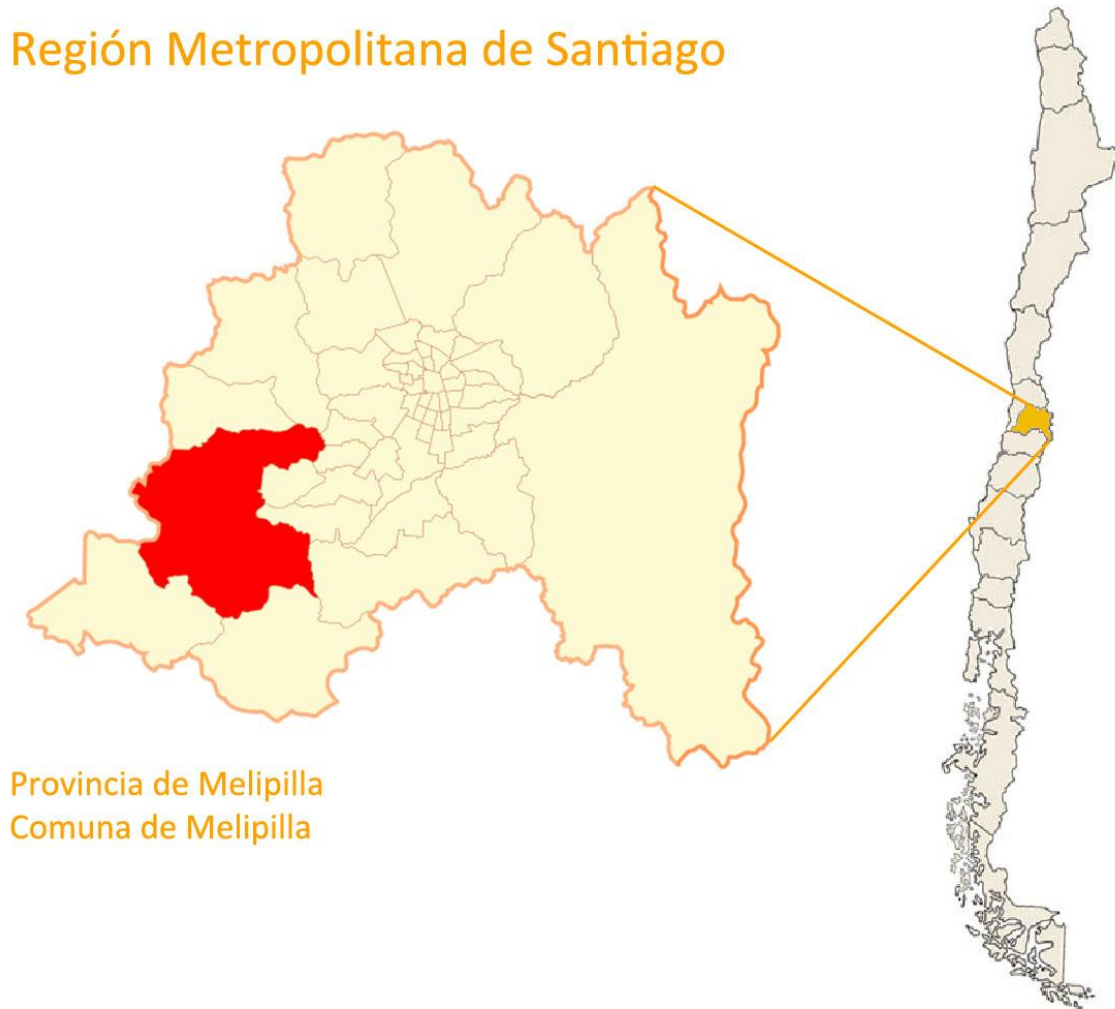 Región Metropolitana de Santiago
Provincia de Melipilla
Comuna de Melipilla